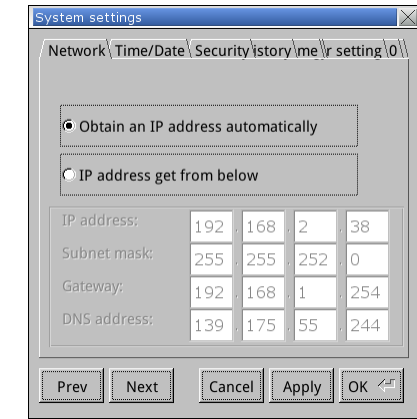 System settings
Network Time/Date Security istory me r setting 0
Obtain an IP address automatically
IP address get from below
IP address: 192 . 168 . 2 . 38
Subnet mask: 255 . 255 . 252 . 0
Gateway: 192 . 168 . 1 . 254
DNS address: 139 . 175 . 55 . 244
Prev Next Cancel Apply OK